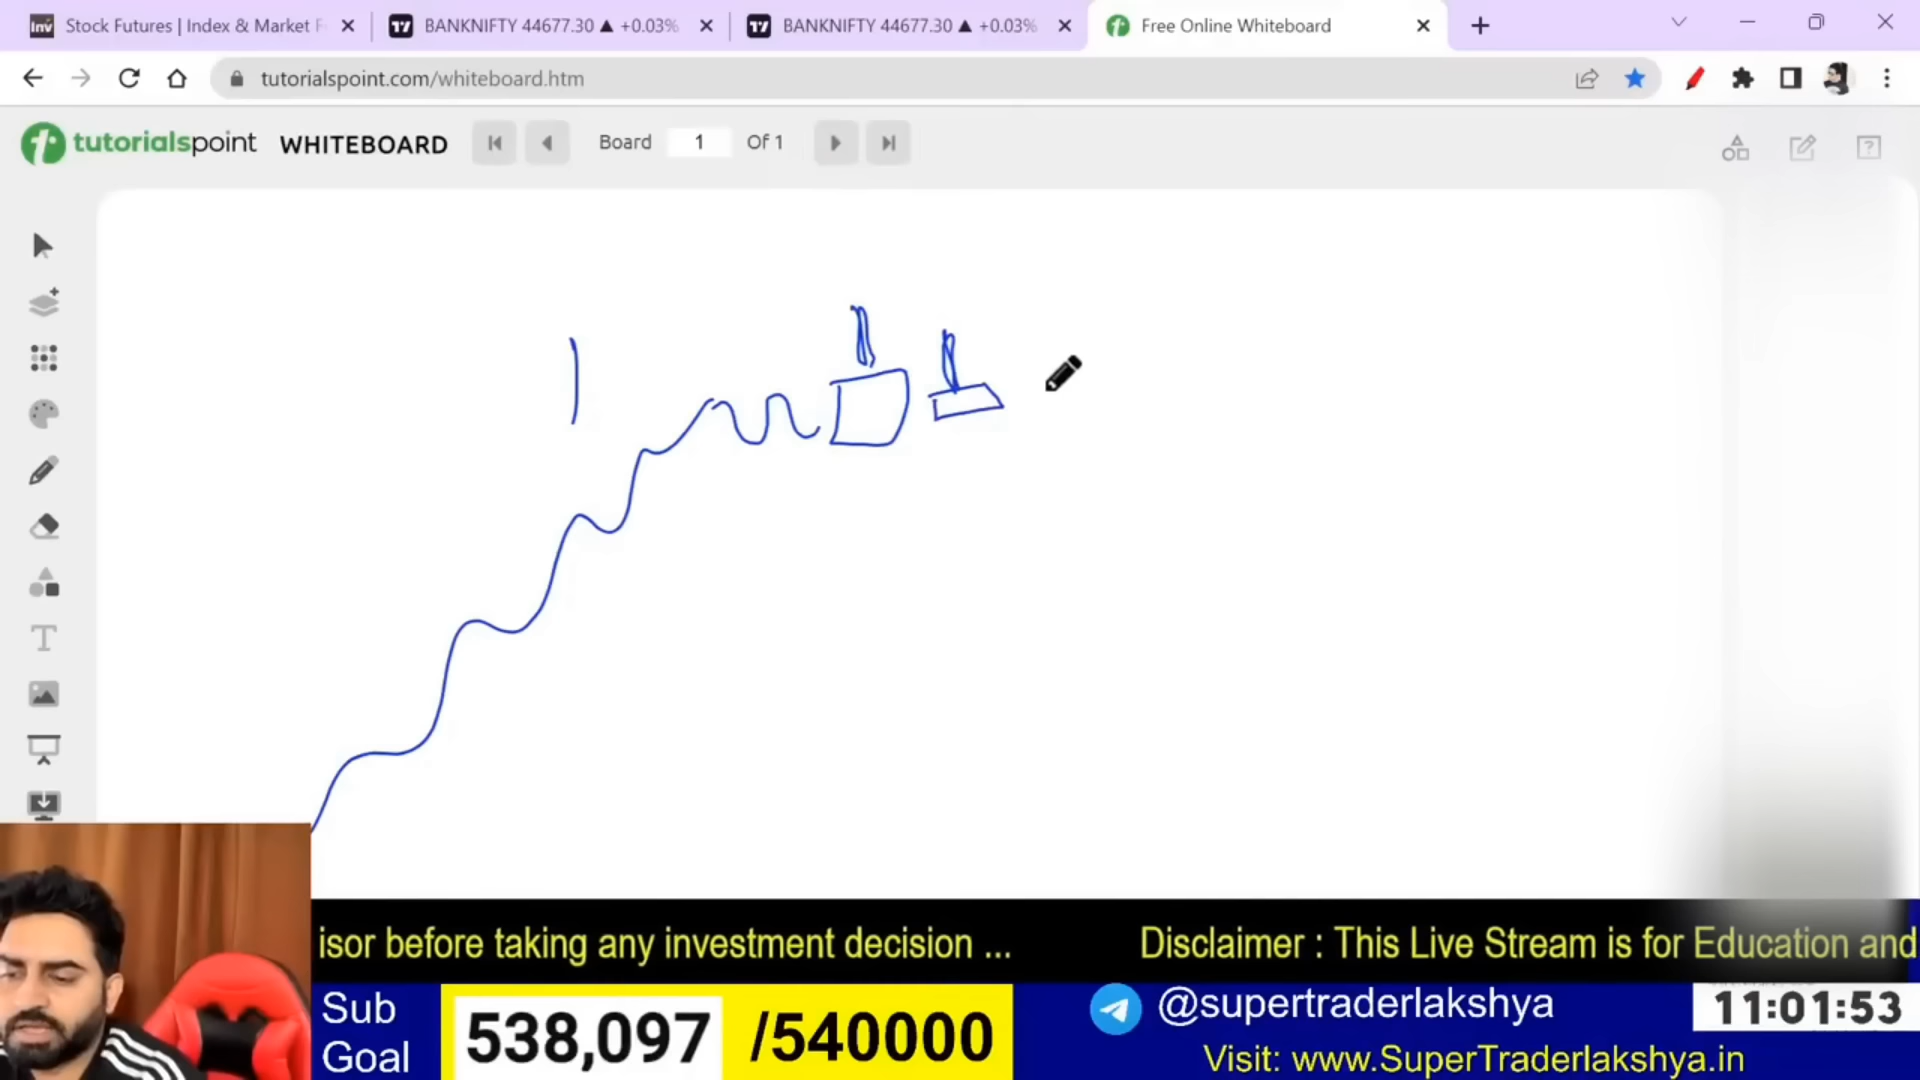 Stock Futures | Index & Market F
BANKNIFTY 44677.30 ▲ +0.03%
BANKNIFTY 44677.30 ▲ +0.03%
Free Online Whiteboard
tutorialspoint.com/whiteboard.htm
tutorialspoint WHITEBOARD
Board 1 Of 1
isor before taking any investment decision ...
Disclaimer : This Live Stream is for Education and
Sub Goal
538,097 /540000
@supertraderlakshya
11:01:53
Visit: www.SuperTraderlakshya.in